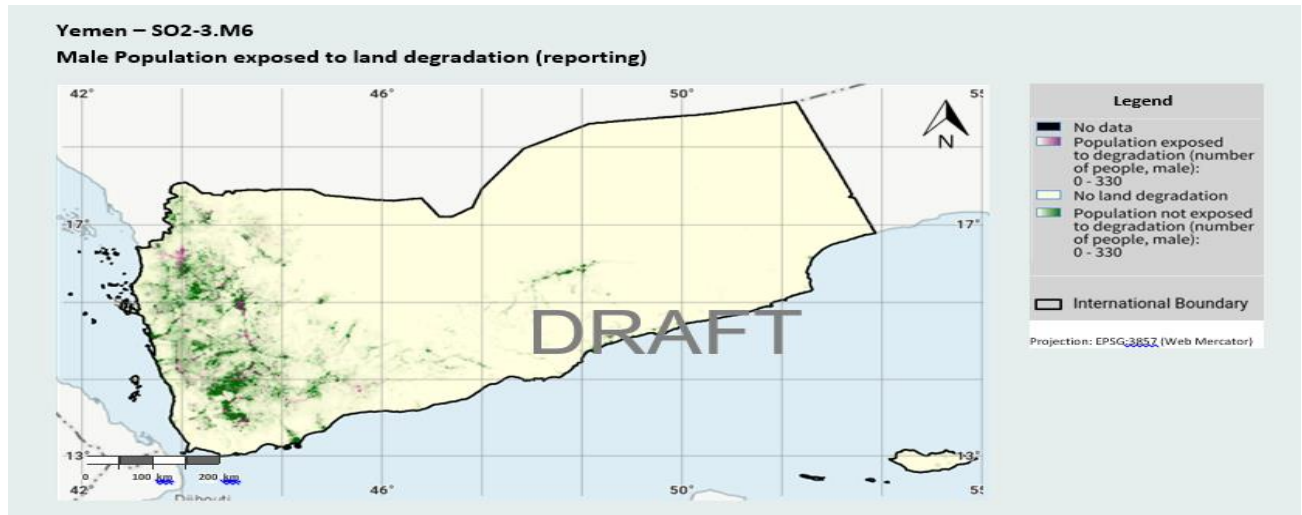 Yemen – SO2-3.M6
Male Population exposed to land degradation (reporting)
42°
46°
50°
N
17°
17°
DRAFT
13°
13°
0 100 km 200 km
42°
46°
50°
Djibouti
Legend
No data
Population exposed
to degradation (number
of people, male):
0 - 330
No land degradation
Population not exposed
to degradation (number
of people, male):
0 - 330
International Boundary
Projection: EPSG:3857 (Web Mercator)